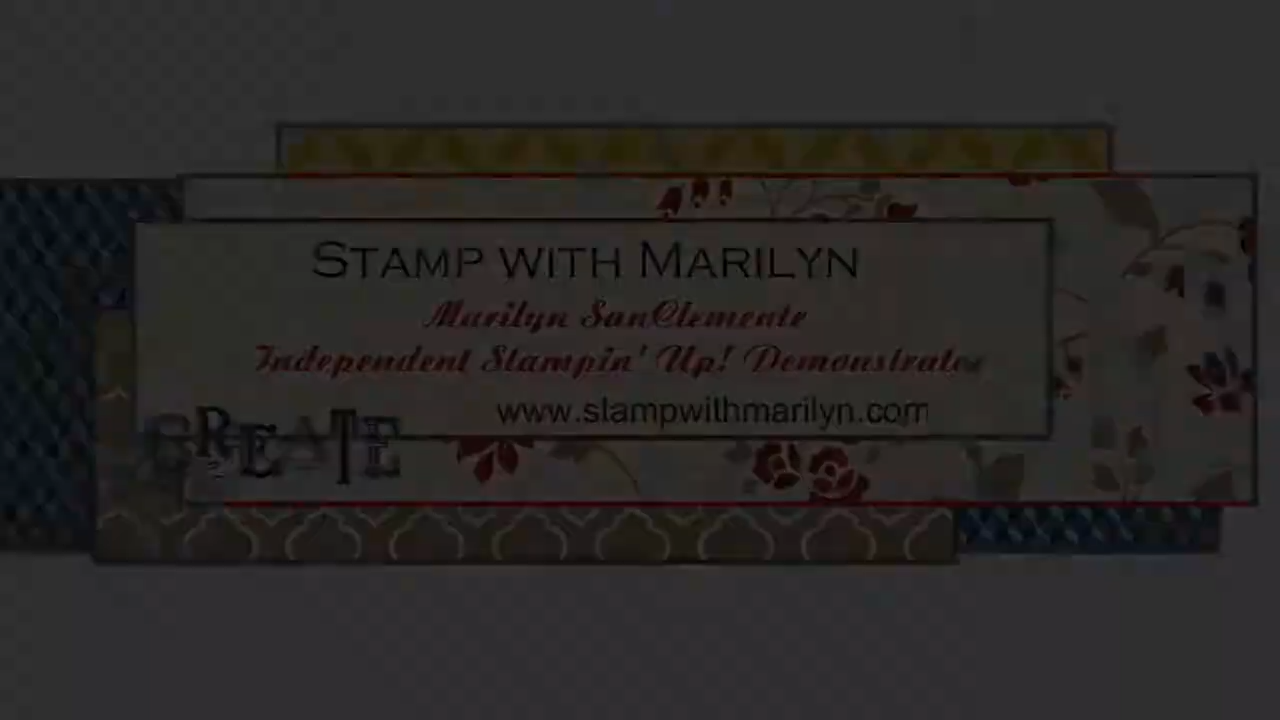 STAMP WITH MARILYN
Marilyn SanClemente
Independent Stampin' Up! Demonstrator
www.stampwithmarilyn.com
CREATE